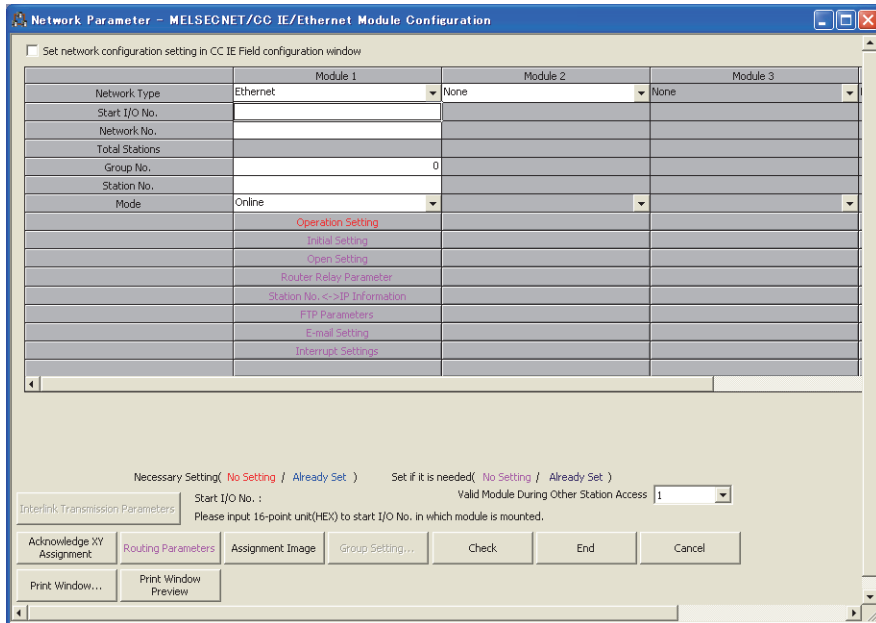 Network Parameter - MELSECNET/CC IE/Ethernet Module Configuration
Set network configuration setting in CC IE Field configuration window
Module 1 Module 2 Module 3
Network Type Ethernet None None
Start I/O No.
Network No.
Total Stations
Group No. 0
Station No.
Mode Online
Operation Setting
Initial Setting
Open Setting
Router Relay Parameter
Station No.<->IP Information
FTP Parameters
E-mail Setting
Interrupt Settings
Necessary Setting( No Setting / Already Set ) Set if it is needed( No Setting / Already Set )
Interlink Transmission Parameters
Start I/O No. :
Valid Module During Other Station Access 1
Please input 16-point unit(HEX) to start I/O No. in which module is mounted.
Acknowledge XY
Assignment
Routing Parameters Assignment Image Group Setting... Check End Cancel
Print Window...
Print Window
Preview